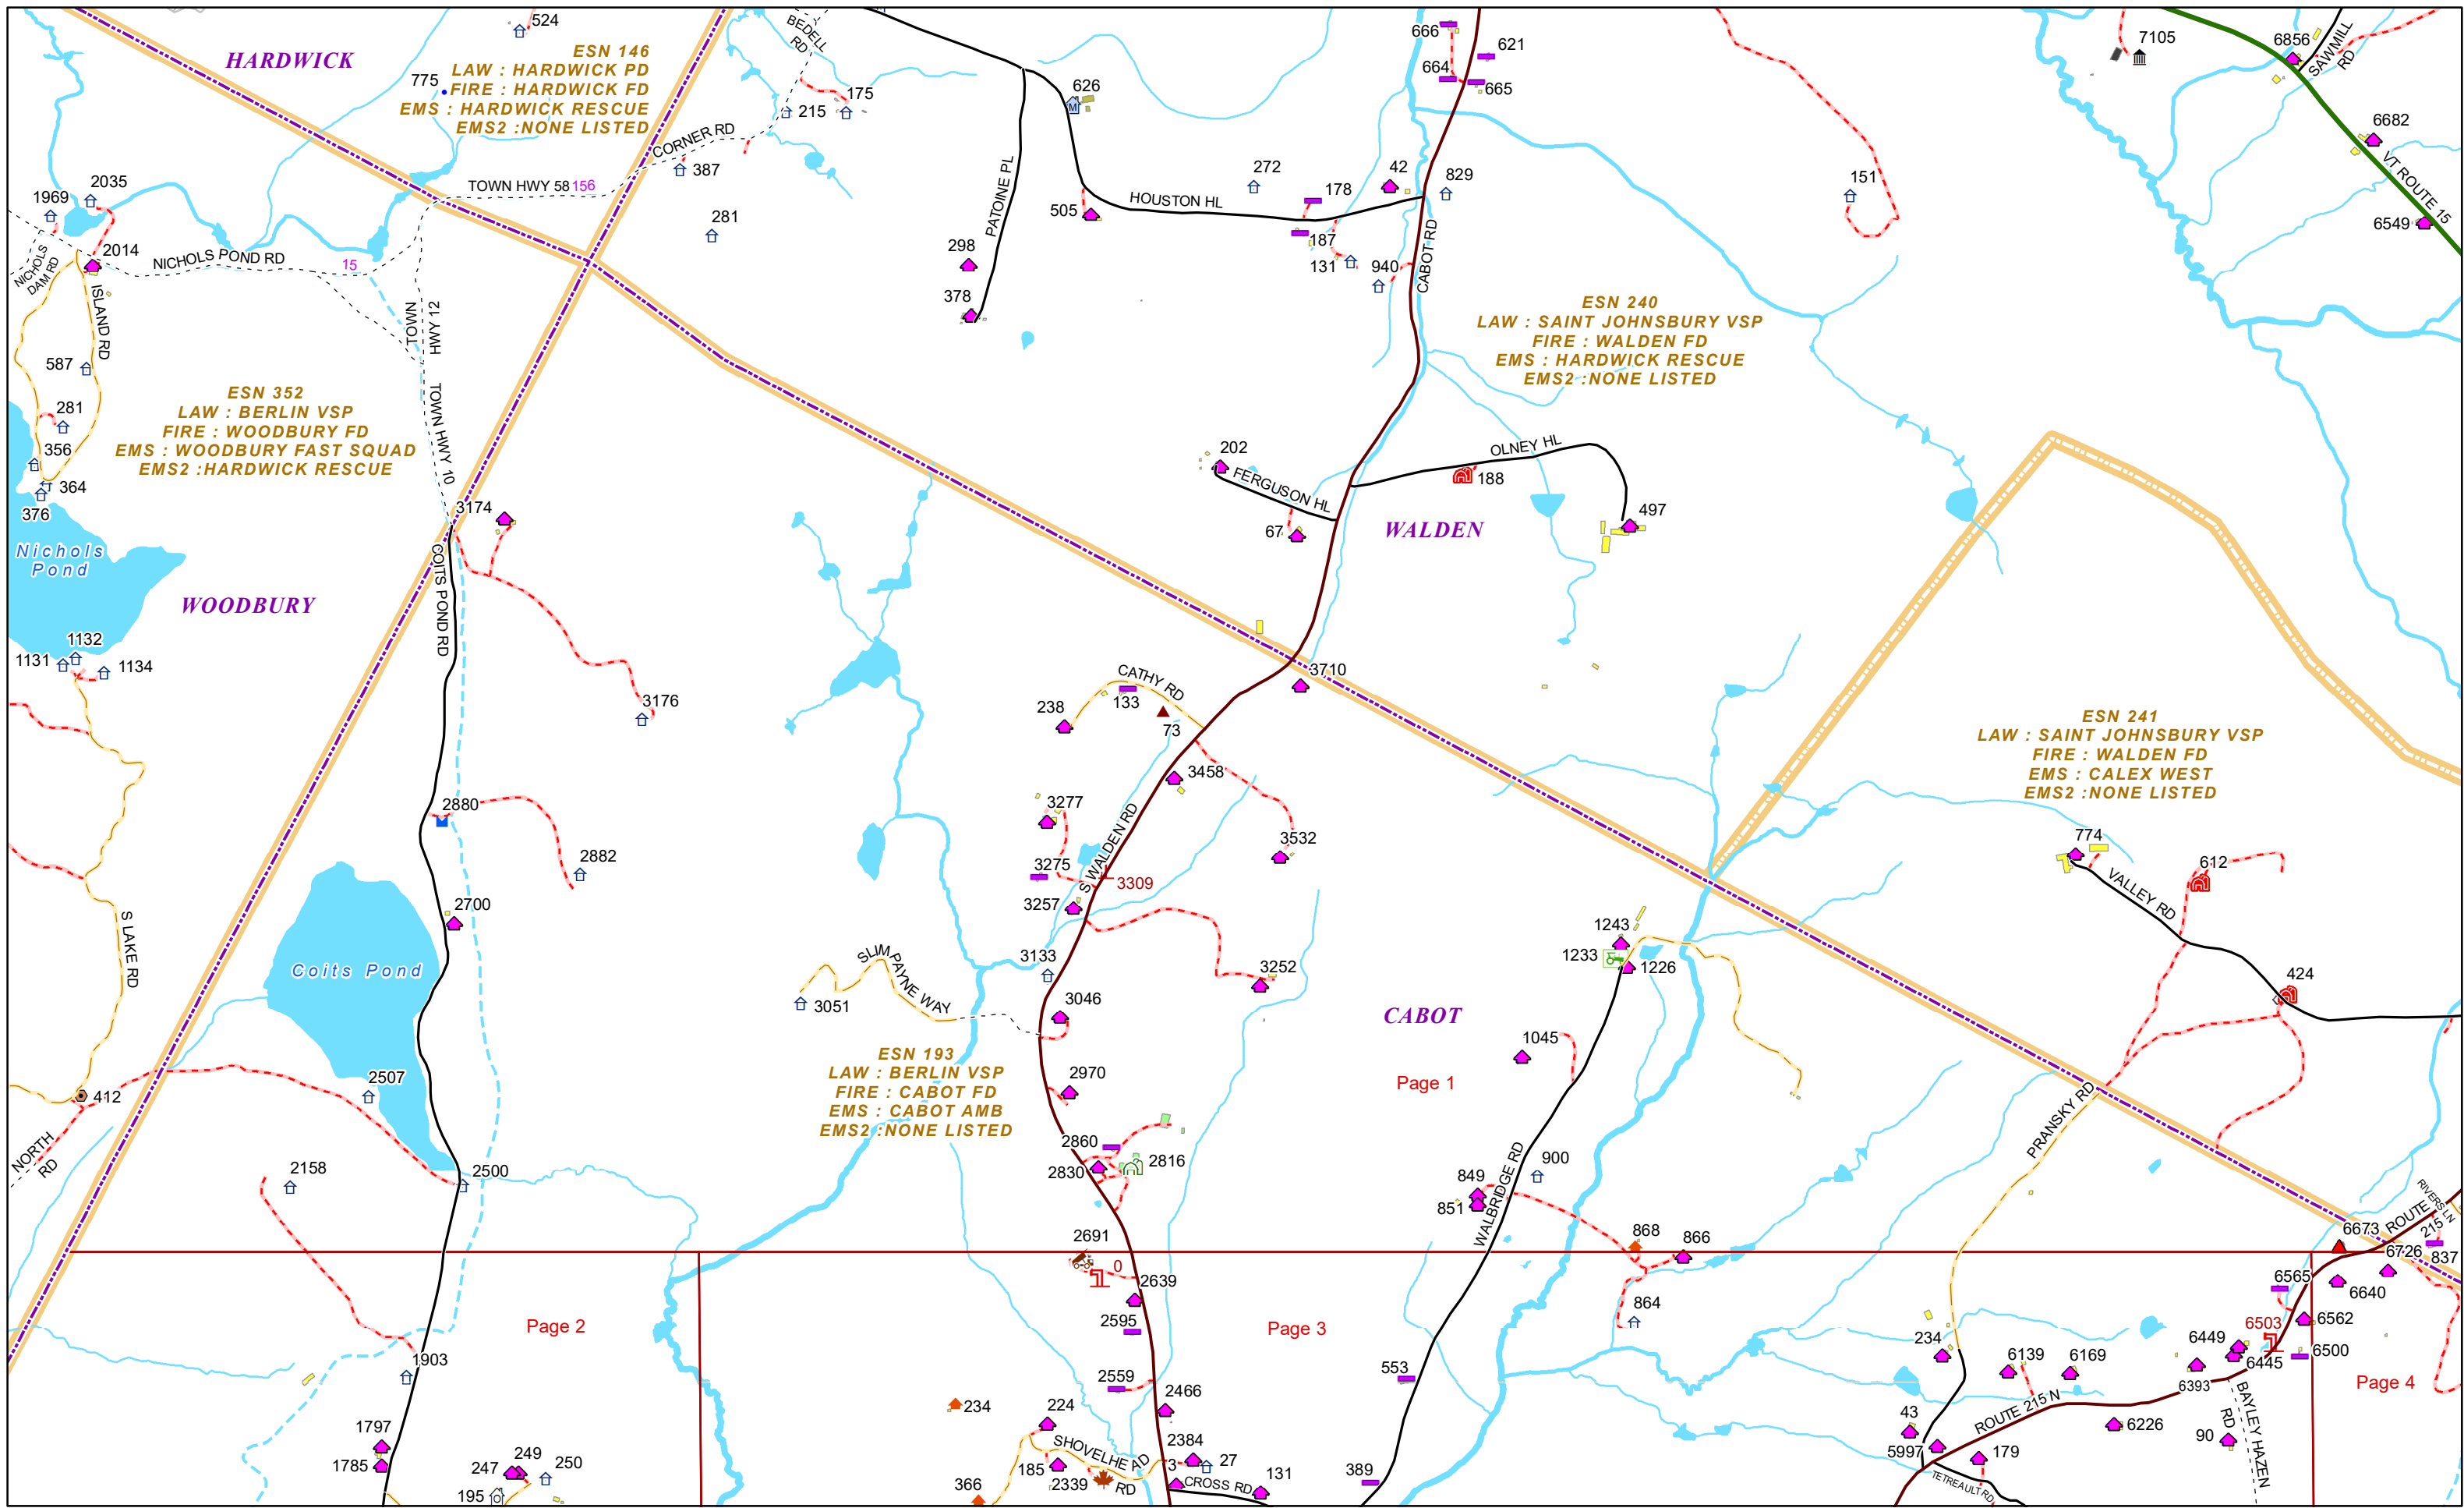 HARDWICK
524
ESN 146
LAW : HARDWICK PD
FIRE : HARDWICK FD
EMS : HARDWICK RESCUE
EMS2 :NONE LISTED
775
BEDELL
RD
215
175
CORNER RD
387
TOWN HWY 58
156
281
626
PATOINE PL
298
378
505
HOUSTON HL
272
178
187
131
42
829
940
CABOT RD
666
664
621
665
151
7105
6856
SAWMILL
RD
6682
VT ROUTE 15
6549
1969
2035
2014
NICHOLS
DAM RD
NICHOLS POND RD
15
ISLAND RD
TOWN
HWY 12
587
281
356
364
376
ESN 352
LAW : BERLIN VSP
FIRE : WOODBURY FD
EMS : WOODBURY FAST SQUAD
EMS2 :HARDWICK RESCUE
TOWN HWY 10
ESN 240
LAW : SAINT JOHNSBURY VSP
FIRE : WALDEN FD
EMS : HARDWICK RESCUE
EMS2 :NONE LISTED
202
FERGUSON HL
67
OLNEY HL
188
497
WALDEN
3174
Nichols
Pond
COITS POND RD
WOODBURY
1132
1131
1134
3176
3710
CATHY RD
133
238
73
3458
3277
S WALDEN RD
3532
3275
3309
3257
3252
3133
ESN 241
LAW : SAINT JOHNSBURY VSP
FIRE : WALDEN FD
EMS : CALEX WEST
EMS2 :NONE LISTED
774
612
VALLEY RD
424
2880
2882
2700
S LAKE RD
Coits Pond
SLIM PAYNE WAY
3051
3046
1243
1233
1226
CABOT
1045
Page 1
ESN 193
LAW : BERLIN VSP
FIRE : CABOT FD
EMS : CABOT AMB
EMS2 :NONE LISTED
2970
2507
412
NORTH
RD
2158
2500
2860
2830
2816
849
851
900
WALBRIDGE RD
PRANSKY RD
868
866
864
2691
0
2639
2595
Page 2
Page 3
Page 4
RIVERS LN
ROUTE
215
6673
6726
837
6640
6565
6562
6503
6500
6449
6445
6393
6169
6139
234
1903
2559
553
234
224
2466
1797
1785
249
247
250
195
SHOVELHEAD
RD
185
2339
366
2384
3
27
CROSS RD
131
389
43
5997
179
ROUTE 215 N
6226
TETREAULT RD
90
BAYLEY HAZEN
RD